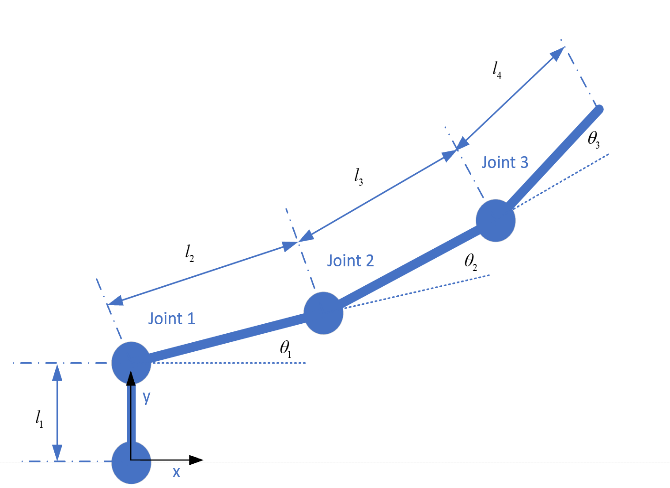 l₄
θ₃
Joint 3
l₃
l₂
Joint 2
θ₂
Joint 1
θ₁
y
l₁
x